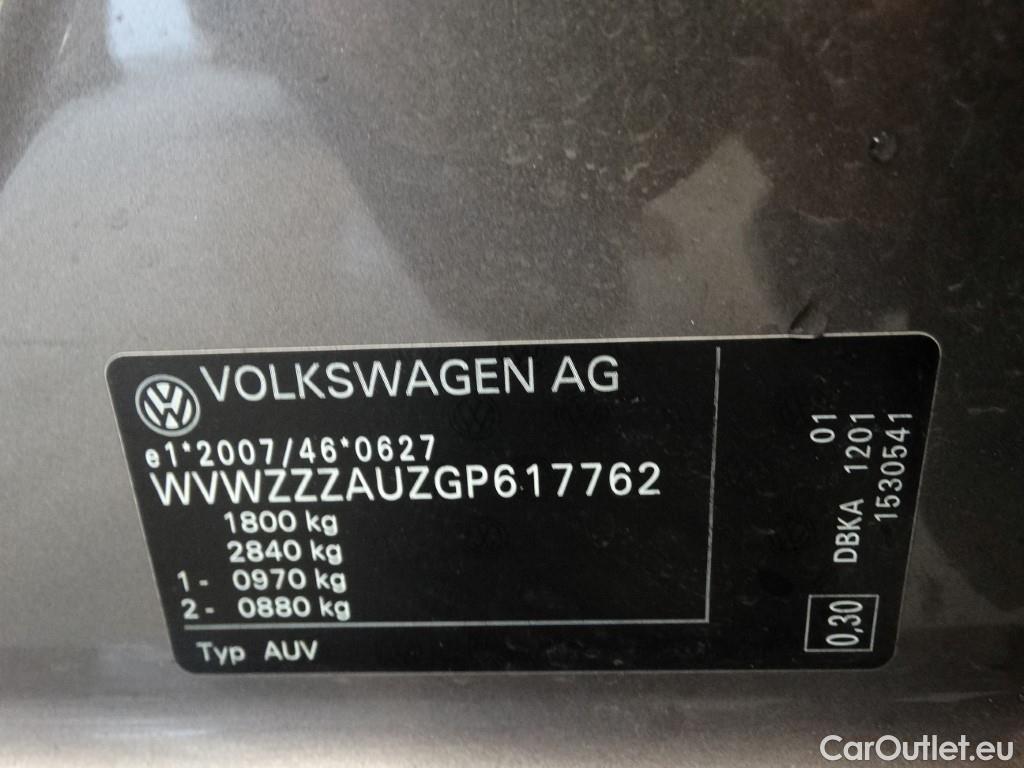 VOLKSWAGEN AG
e1*2007/46*0627
WVWZZZAUZGP617762
1800 kg
2840 kg
1- 0970 kg
2- 0880 kg
Typ AUV
01
DBKA 1201
1530541
0,30
CarOutlet.eu